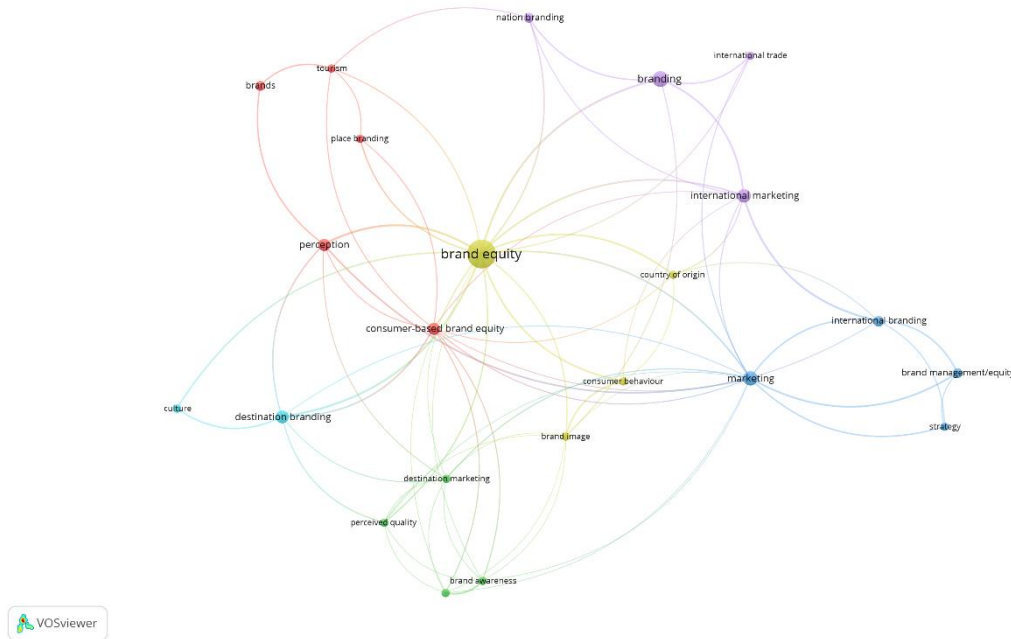 nation branding
international trade
tourism
branding
brands
place branding
international marketing
perception
brand equity
country of origin
consumer-based brand equity
international branding
brand management/equity
marketing
consumer behaviour
culture
destination branding
strategy
brand image
destination marketing
perceived quality
brand awareness
VOSviewer